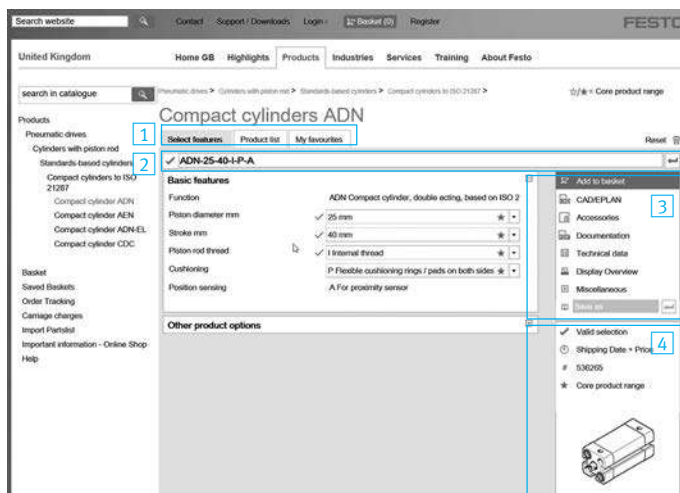 Search website
Contact Support / Downloads Login Basket (0) Register
FESTO
United Kingdom
Home GB Highlights Products Industries Services Training About Festo
search in catalogue
Pneumatic drives > Cylinders with piston rod > Standards-based cylinders > Compact cylinders to ISO 21287 >
= Core product range
Compact cylinders ADN
Products
Pneumatic drives
Cylinders with piston rod
Standards-based cylinders
Compact cylinders to ISO
21287
Compact cylinder ADN
Compact cylinder AEN
Compact cylinder ADN-EL
Compact cylinder CDC
Basket
Saved Baskets
Order Tracking
Carriage charges
Import Partslist
Important information - Online Shop
Help
1
Select features Product list My favourites
Reset
2
ADN-25-40-I-P-A
Basic features
Function ADN Compact cylinder, double acting, based on ISO 2
Piston diameter mm 25 mm
Stroke mm 40 mm
Piston rod thread I Internal thread
Cushioning P Flexible cushioning rings / pads on both sides
Position sensing A For proximity sensor
Other product options
Add to basket
3
CAD/EPLAN
Accessories
Documentation
Technical data
Display Overview
Miscellaneous
Save as
Valid selection
4
Shipping Date + Price
# 536265
Core product range